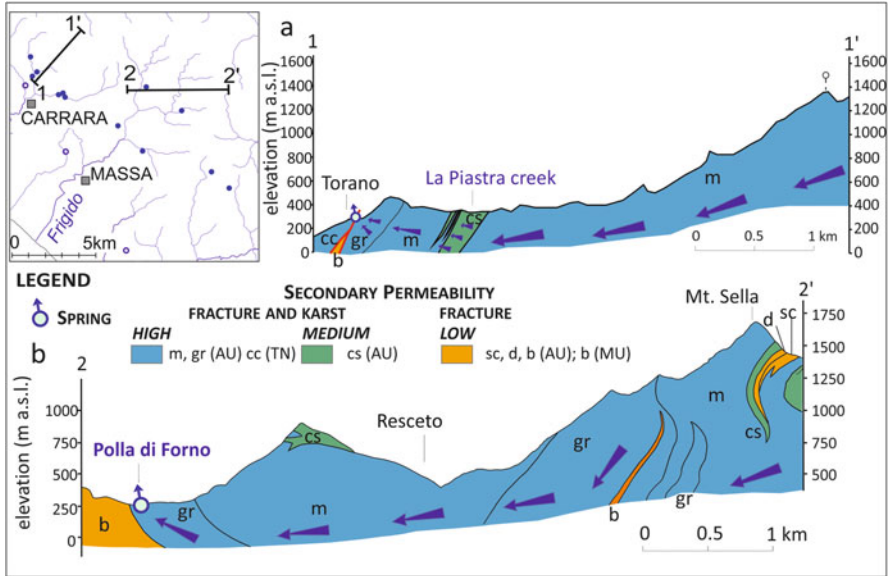 1'
2
2'
1
CARRARA
MASSA
Frigido
0
5km
a
1
1'
elevation (m a.s.l.)
1600
1400
1200
1000
800
600
400
200
0
1600
1400
1200
1000
800
600
400
200
0
Torano
La Piastra creek
m
cs
cc
gr
m
b
0 0.5 1 km
LEGEND
SPRING
SECONDARY PERMEABILITY
FRACTURE AND KARST
FRACTURE
HIGH
MEDIUM
LOW
m, gr (AU) cc (TN)
cs (AU)
sc, d, b (AU); b (MU)
b
2
2'
Mt. Sella
d
sc
elevation (m a.s.l.)
1000
750
500
250
0
1750
1500
1250
1000
750
500
Polla di Forno
cs
Resceto
gr
m
cs
b
gr
m
b
gr
0 0.5 1 km